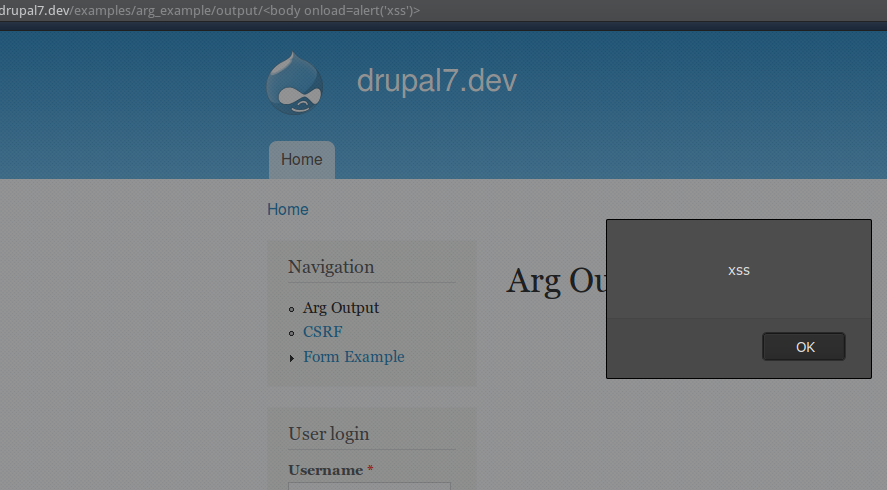 drupal7.dev/examples/arg_example/output/<body onload=alert('xss')>
drupal7.dev
Home
Home
Navigation
Arg Output
CSRF
Form Example
Arg Ou
xss
OK
User login
Username *